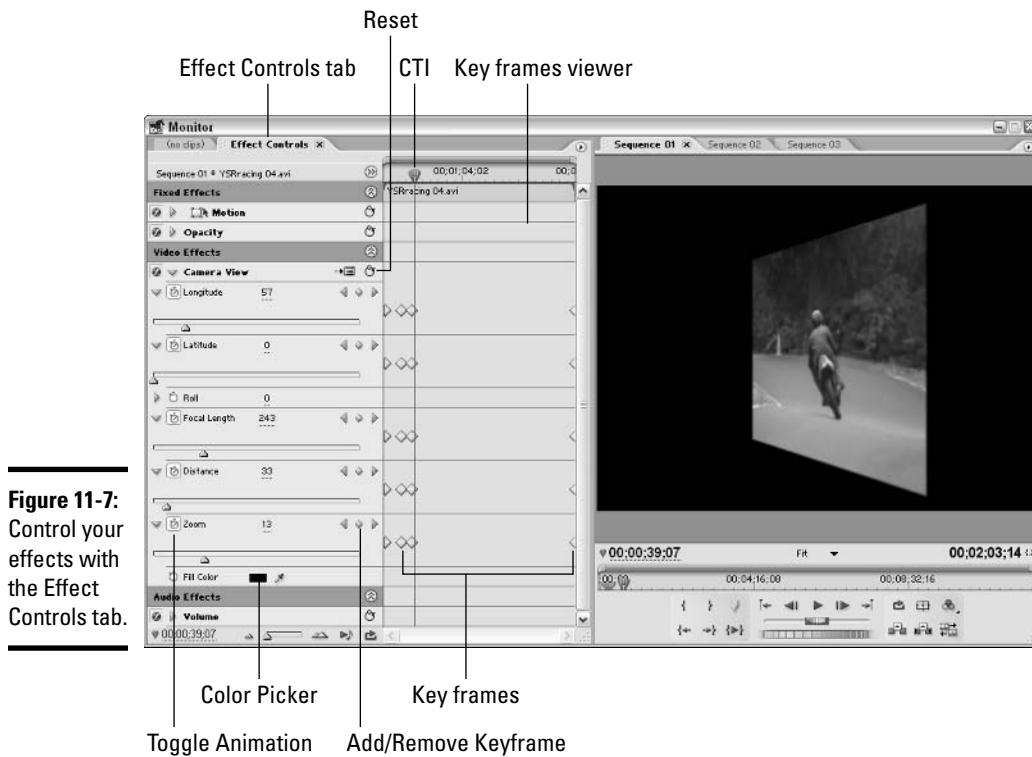 Reset
Effect Controls tab
CTI
Key frames viewer
Monitor
(no clips)
Effect Controls
Sequence 01
Sequence 02
Sequence 03
Sequence 01 * YSRracing 04.avi
00;01;04;02
00;0
Fixed Effects
YSRracing 04.avi
Motion
Opacity
Video Effects
Camera View
Longitude 57
Latitude 0
Roll 0
Focal Length 243
Distance 33
Zoom 13
Fill Color
Audio Effects
Volume
00;00;39;07
00;00;39;07
Fit
00;02;03;14
00;00
00;04;16;08
00;08;32;16
Figure 11-7:
Control your
effects with
the Effect
Controls tab.
Color Picker
Key frames
Toggle Animation
Add/Remove Keyframe